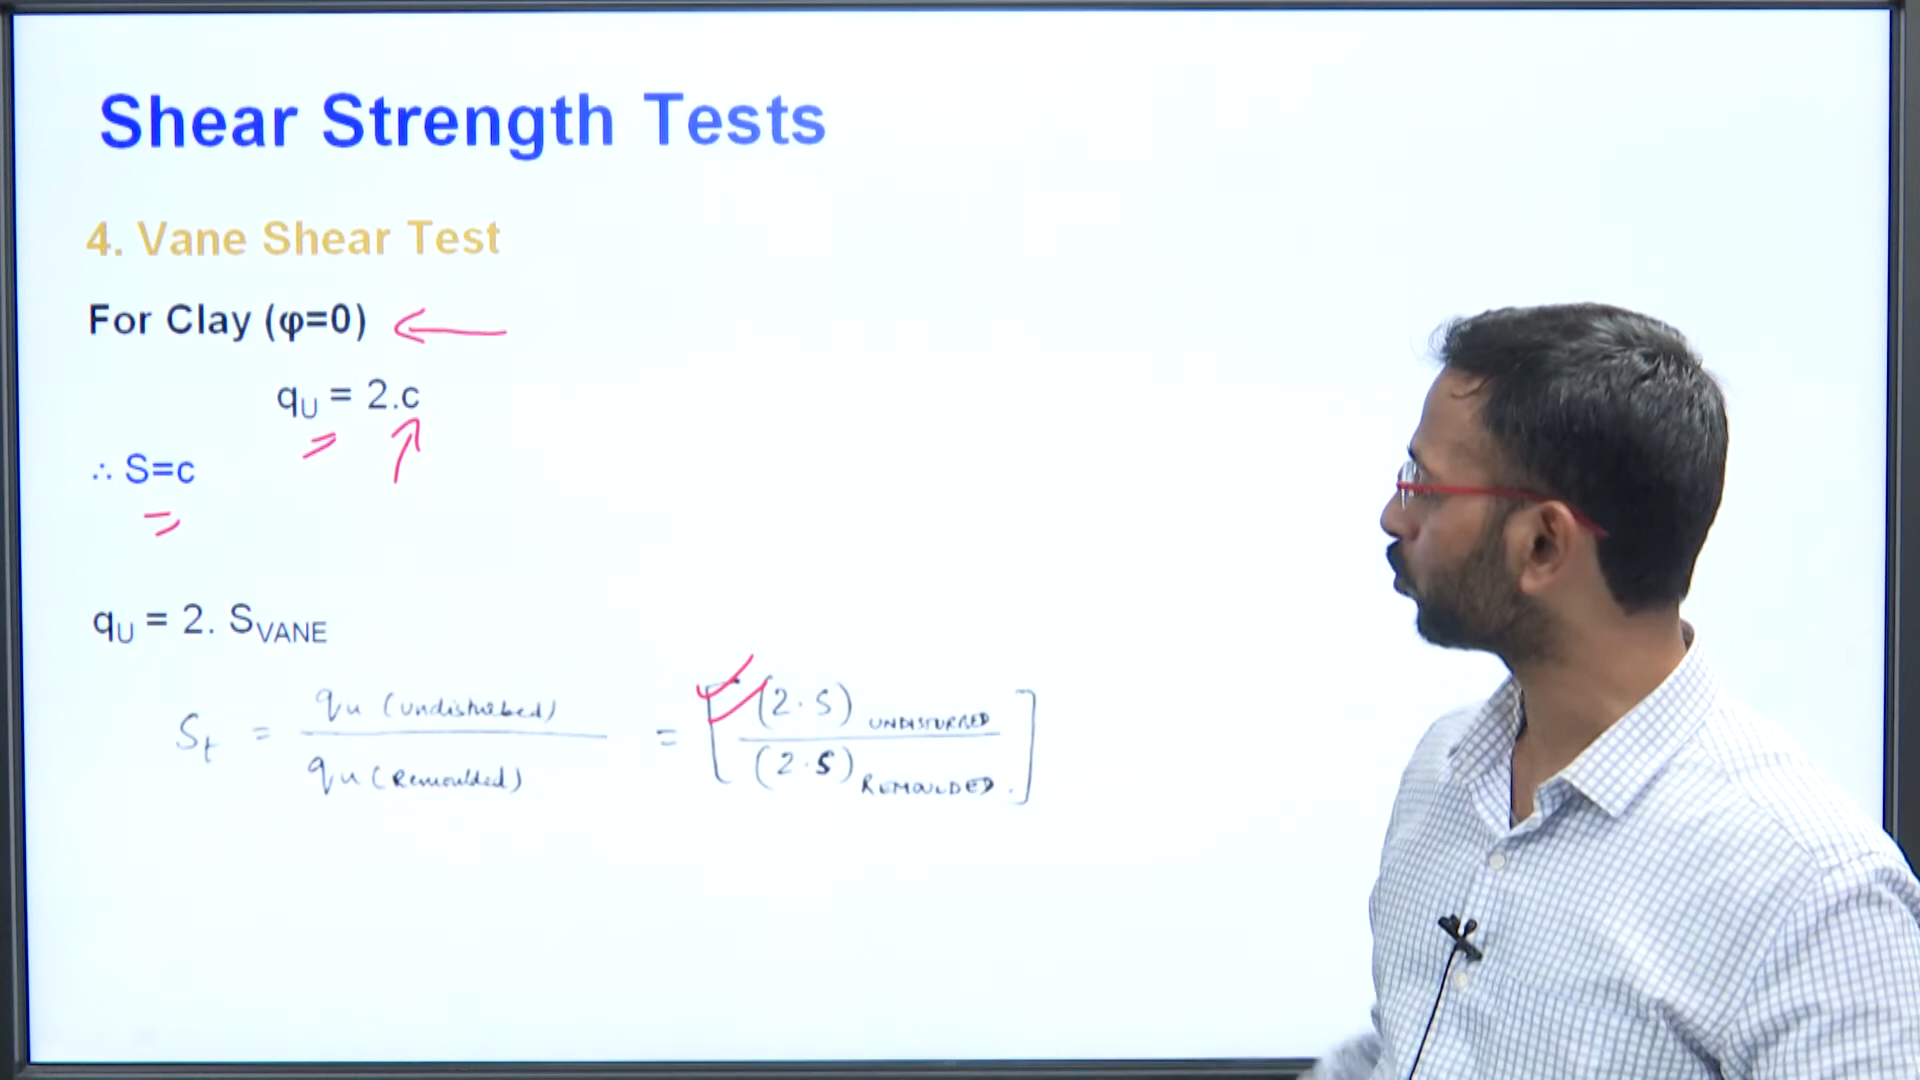 Shear Strength Tests
4. Vane Shear Test
For Clay (φ=0)
qU = 2.c
∴ S=c
qU = 2. SVANE
St = qu (undisturbed) / qu (Remoulded) = [(2·S) UNDISTURBED / (2·S) REMOULDED.]